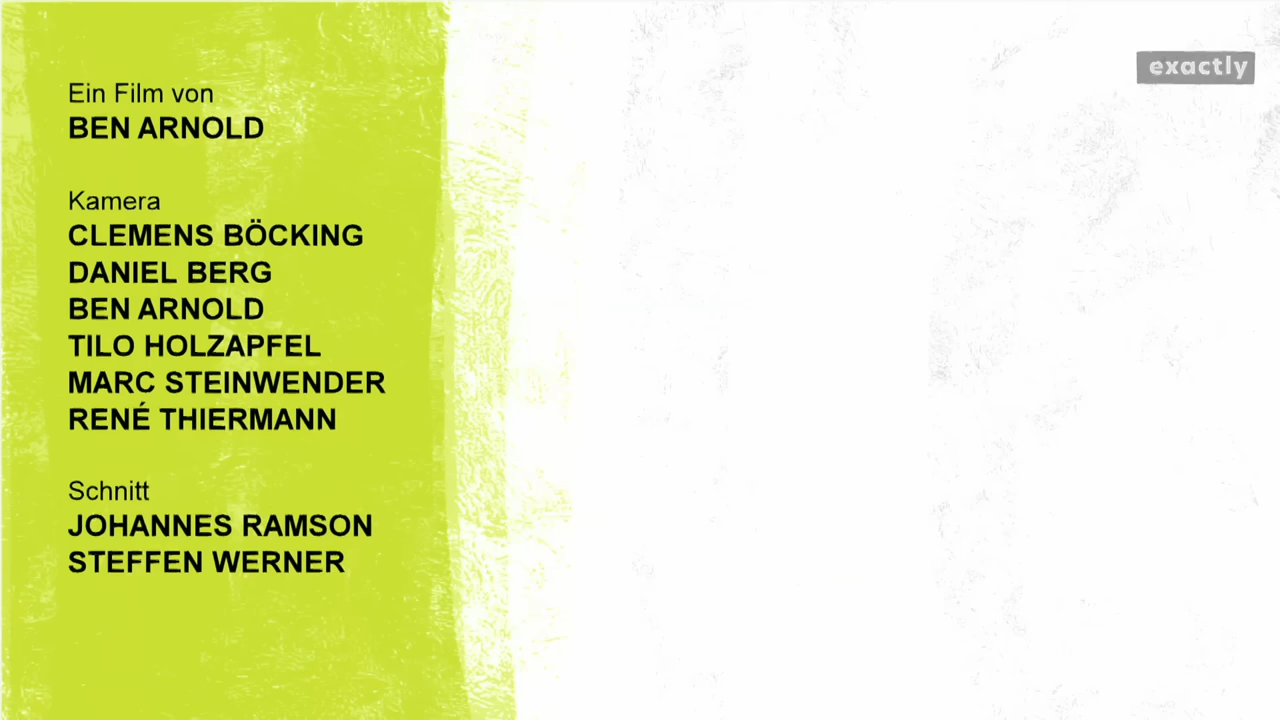 exactly
Ein Film von
BEN ARNOLD
Kamera
CLEMENS BÖCKING
DANIEL BERG
BEN ARNOLD
TILO HOLZAPFEL
MARC STEINWENDER
RENÉ THIERMANN
Schnitt
JOHANNES RAMSON
STEFFEN WERNER